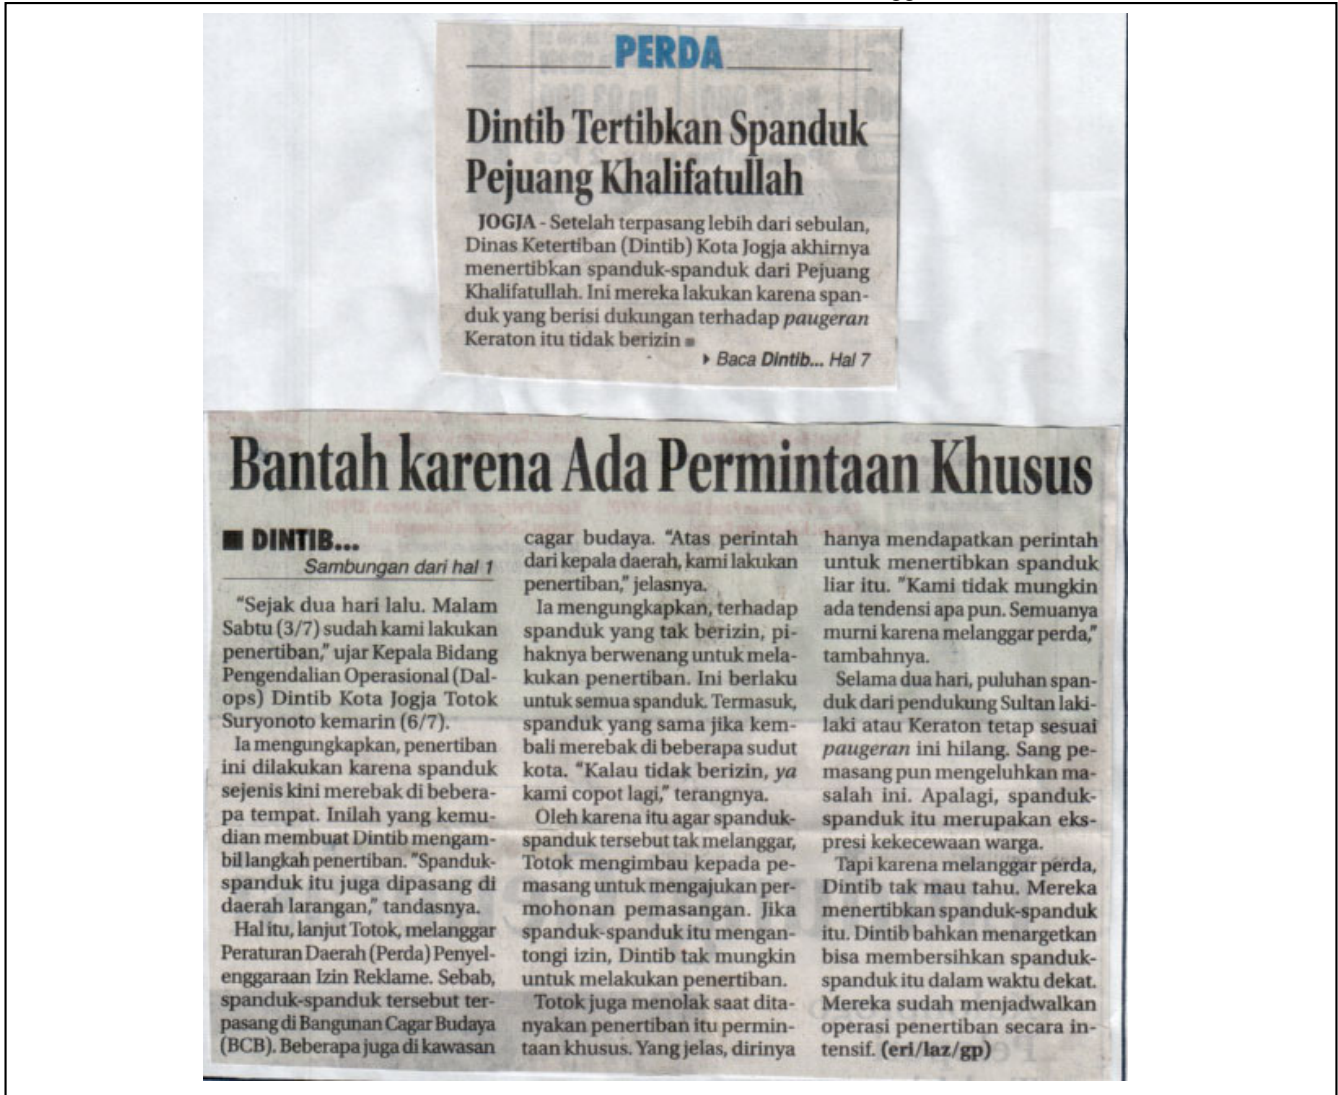 PERDA
Dintib Tertibkan Spanduk
Pejuang Khalifatullah
JOGJA - Setelah terpasang lebih dari sebulan,
Dinas Ketertiban (Dintib) Kota Jogja akhirnya
menertibkan spanduk-spanduk dari Pejuang
Khalifatullah. Ini mereka lakukan karena span-
duk yang berisi dukungan terhadap paugeran
Keraton itu tidak berizin ■
▸ Baca Dintib... Hal 7
Bantah karena Ada Permintaan Khusus
■ DINTIB...
Sambungan dari hal 1
"Sejak dua hari lalu. Malam
Sabtu (3/7) sudah kami lakukan
penertiban," ujar Kepala Bidang
Pengendalian Operasional (Dal-
ops) Dintib Kota Jogja Totok
Suryonoto kemarin (6/7).
Ia mengungkapkan, penertiban
ini dilakukan karena spanduk
sejenis kini merebak di bebera-
pa tempat. Inilah yang kemu-
dian membuat Dintib mengam-
bil langkah penertiban. "Spanduk-
spanduk itu juga dipasang di
daerah larangan," tandasnya.
Hal itu, lanjut Totok, melanggar
Peraturan Daerah (Perda) Penyel-
enggaraan Izin Reklame. Sebab,
spanduk-spanduk tersebut ter-
pasang di Bangunan Cagar Budaya
(BCB). Beberapa juga di kawasan
cagar budaya. "Atas perintah
dari kepala daerah, kami lakukan
penertiban," jelasnya.
Ia mengungkapkan, terhadap
spanduk yang tak berizin, pi-
haknya berwenang untuk mela-
kukan penertiban. Ini berlaku
untuk semua spanduk. Termasuk,
spanduk yang sama jika kem-
bali merebak di beberapa sudut
kota. "Kalau tidak berizin, ya
kami copot lagi," terangnya.
Oleh karena itu agar spanduk-
spanduk tersebut tak melanggar,
Totok mengimbau kepada pe-
masang untuk mengajukan per-
mohonan pemasangan. Jika
spanduk-spanduk itu mengan-
tongi izin, Dintib tak mungkin
untuk melakukan penertiban.
Totok juga menolak saat dita-
nyakan penertiban itu permin-
taan khusus. Yang jelas, dirinya
hanya mendapatkan perintah
untuk menertibkan spanduk
liar itu. "Kami tidak mungkin
ada tendensi apa pun. Semuanya
murni karena melanggar perda,"
tambahnya.
Selama dua hari, puluhan span-
duk dari pendukung Sultan laki-
laki atau Keraton tetap sesuai
paugeran ini hilang. Sang pe-
masang pun mengeluhkan ma-
salah ini. Apalagi, spanduk-
spanduk itu merupakan eks-
presi kekecewaan warga.
Tapi karena melanggar perda,
Dintib tak mau tahu. Mereka
menertibkan spanduk-spanduk
itu. Dintib bahkan menargetkan
bisa membersihkan spanduk-
spanduk itu dalam waktu dekat.
Mereka sudah menjadwalkan
operasi penertiban secara in-
tensif. (eri/laz/gp)